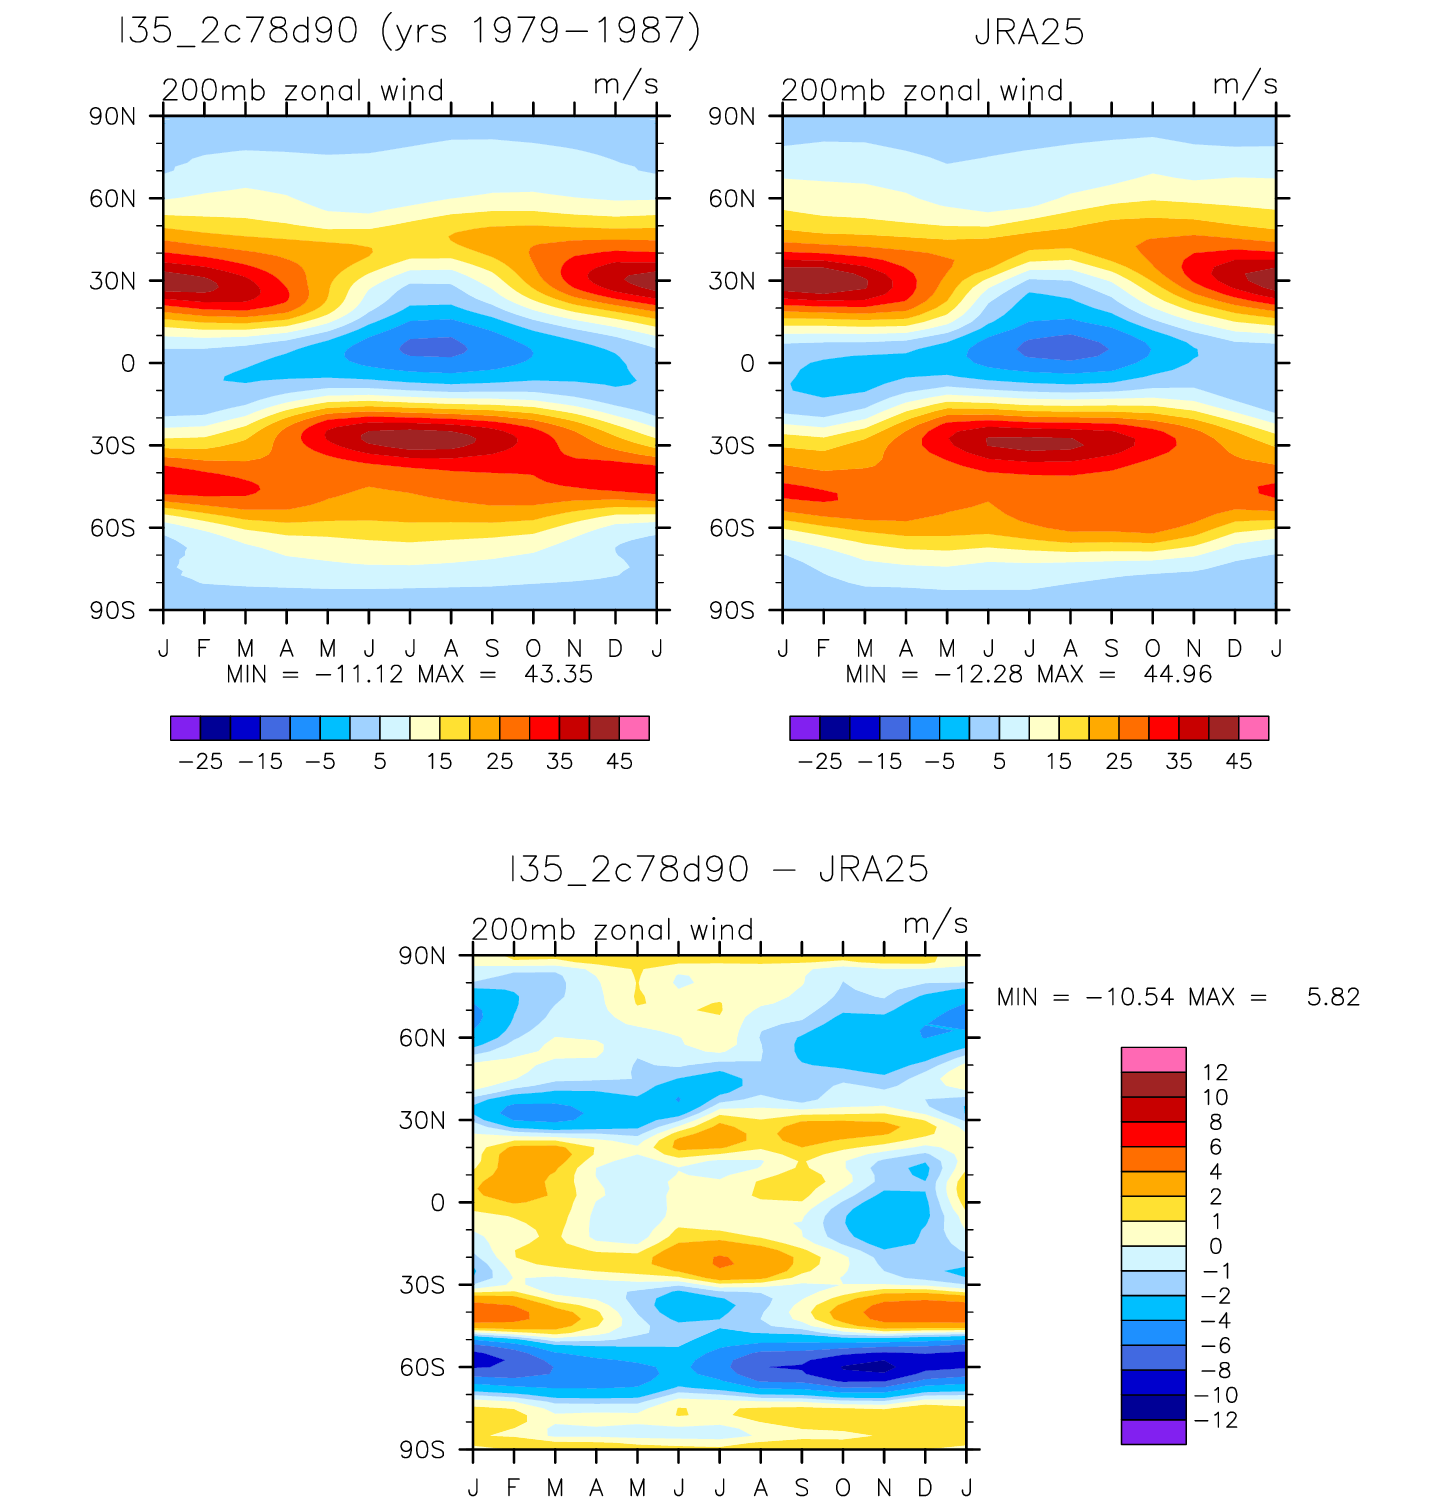 I35_2c78d90 (yrs 1979−1987)
200mb zonal wind m/s
90N
60N
30N
0
30S
60S
90S
J F M A M J J A S O N D J
MIN = −11.12 MAX = 43.35
−25 −15 −5 5 15 25 35 45
JRA25
200mb zonal wind m/s
90N
60N
30N
0
30S
60S
90S
J F M A M J J A S O N D J
MIN = −12.28 MAX = 44.96
−25 −15 −5 5 15 25 35 45
I35_2c78d90 − JRA25
200mb zonal wind m/s
90N
60N
30N
0
30S
60S
90S
J F M A M J J A S O N D J
MIN = −10.54 MAX = 5.82
12
10
8
6
4
2
1
0
−1
−2
−4
−6
−8
−10
−12